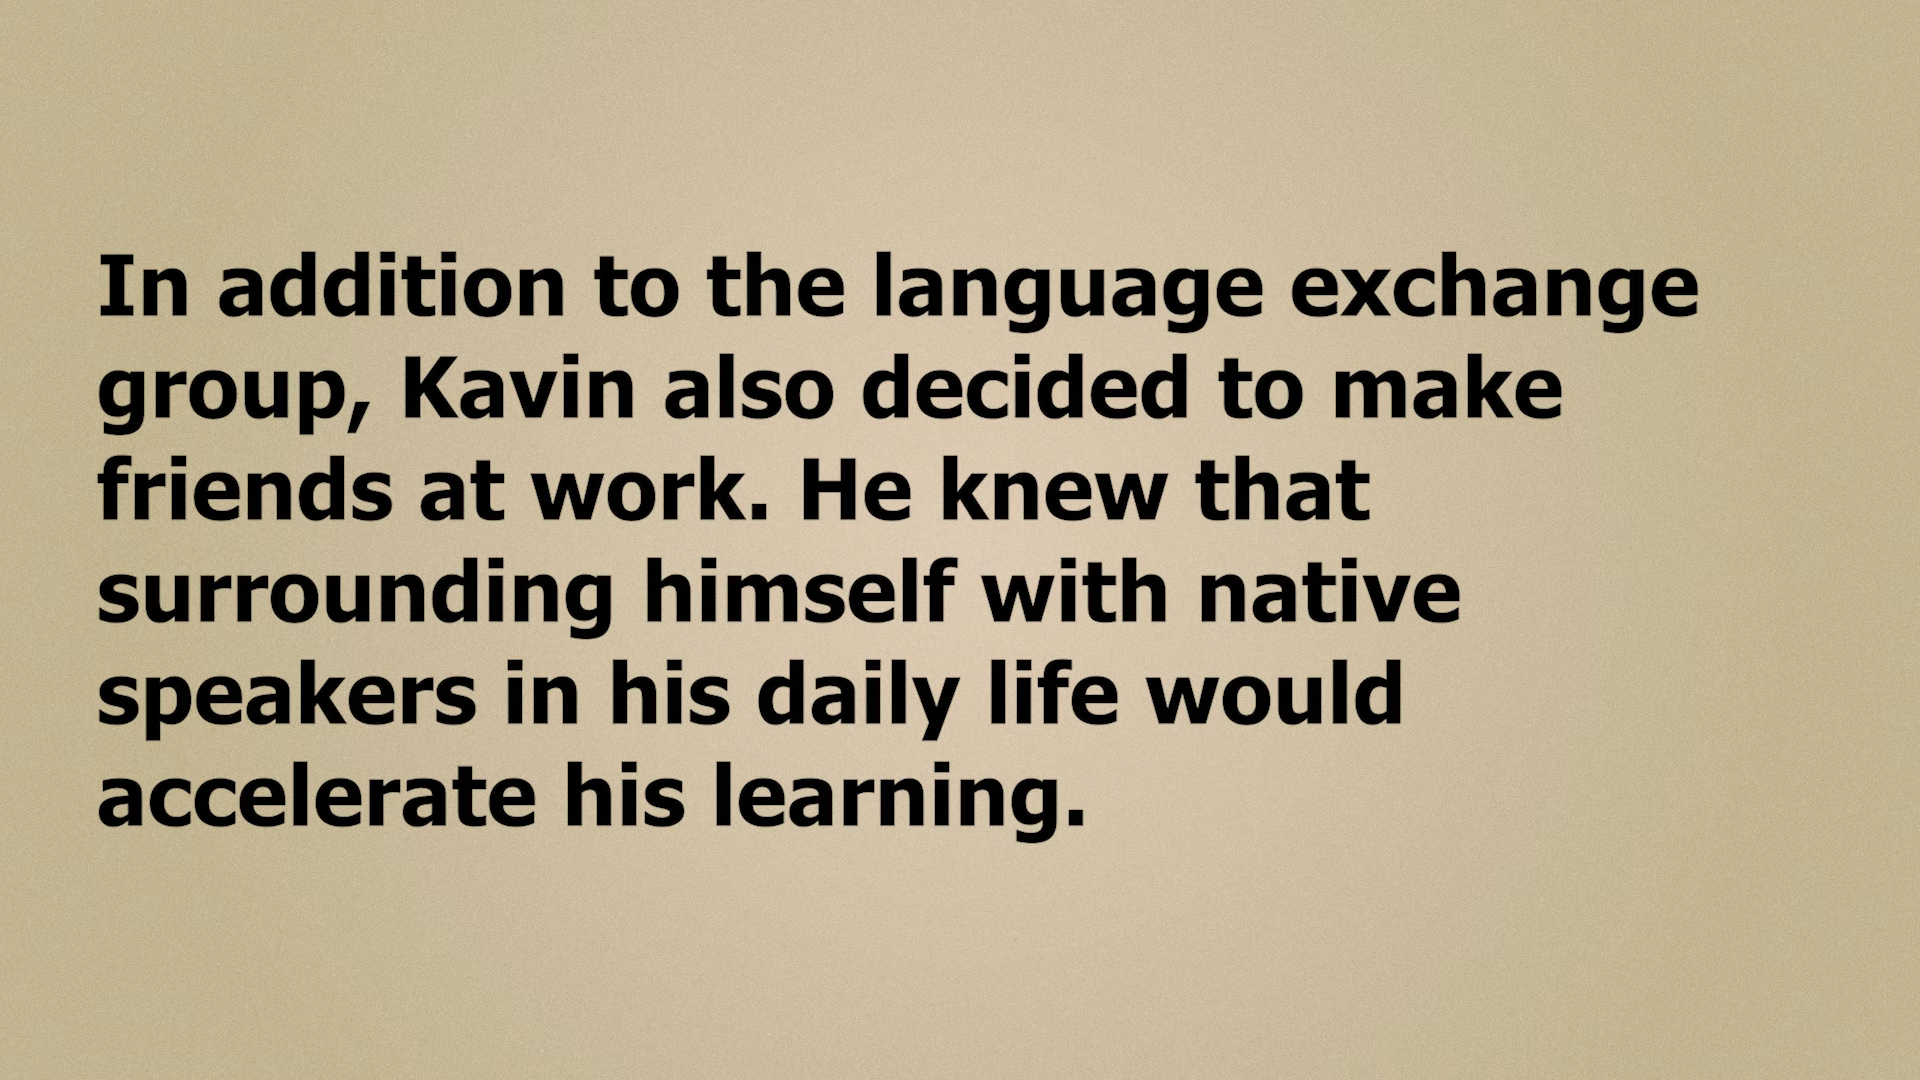 In addition to the language exchange
group, Kavin also decided to make
friends at work. He knew that
surrounding himself with native
speakers in his daily life would
accelerate his learning.